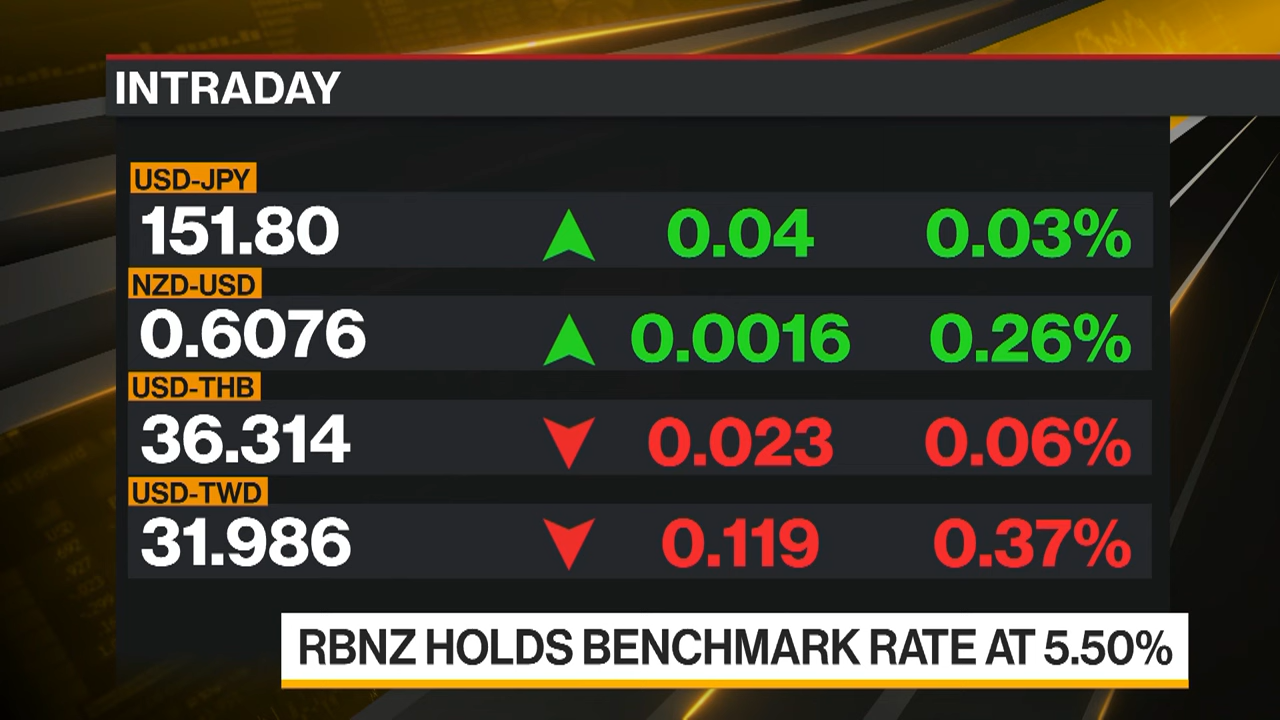 INTRADAY
USD-JPY
151.80 ▲ 0.04 0.03%
NZD-USD
0.6076 ▲ 0.0016 0.26%
USD-THB
36.314 ▼ 0.023 0.06%
USD-TWD
31.986 ▼ 0.119 0.37%
RBNZ HOLDS BENCHMARK RATE AT 5.50%